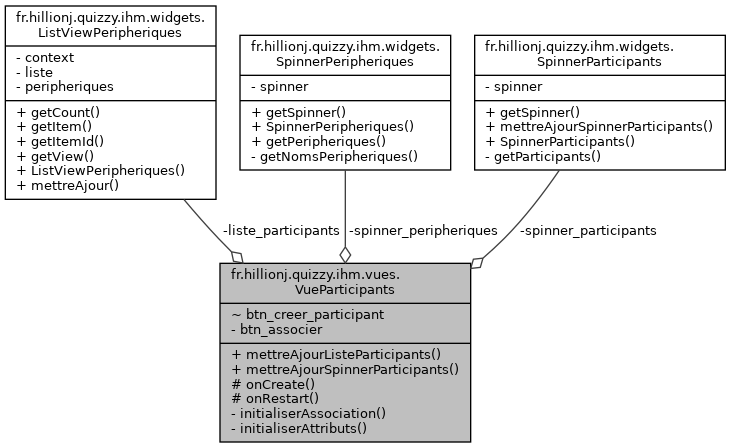 fr.hillionj.quizzy.ihm.widgets.
ListViewPeripheriques
- context
- liste
- peripheriques
+ getCount()
+ getItem()
+ getItemId()
+ getView()
+ ListViewPeripheriques()
+ mettreAjour()
fr.hillionj.quizzy.ihm.widgets.
SpinnerPeripheriques
- spinner
+ getSpinner()
+ SpinnerPeripheriques()
+ getPeripheriques()
- getNomsPeripheriques()
fr.hillionj.quizzy.ihm.widgets.
SpinnerParticipants
- spinner
+ getSpinner()
+ mettreAjourSpinnerParticipants()
+ SpinnerParticipants()
- getParticipants()
-liste_participants
-spinner_peripheriques
-spinner_participants
fr.hillionj.quizzy.ihm.vues.
VueParticipants
~ btn_creer_participant
- btn_associer
+ mettreAjourListeParticipants()
+ mettreAjourSpinnerParticipants()
# onCreate()
# onRestart()
- initialiserAssociation()
- initialiserAttributs()